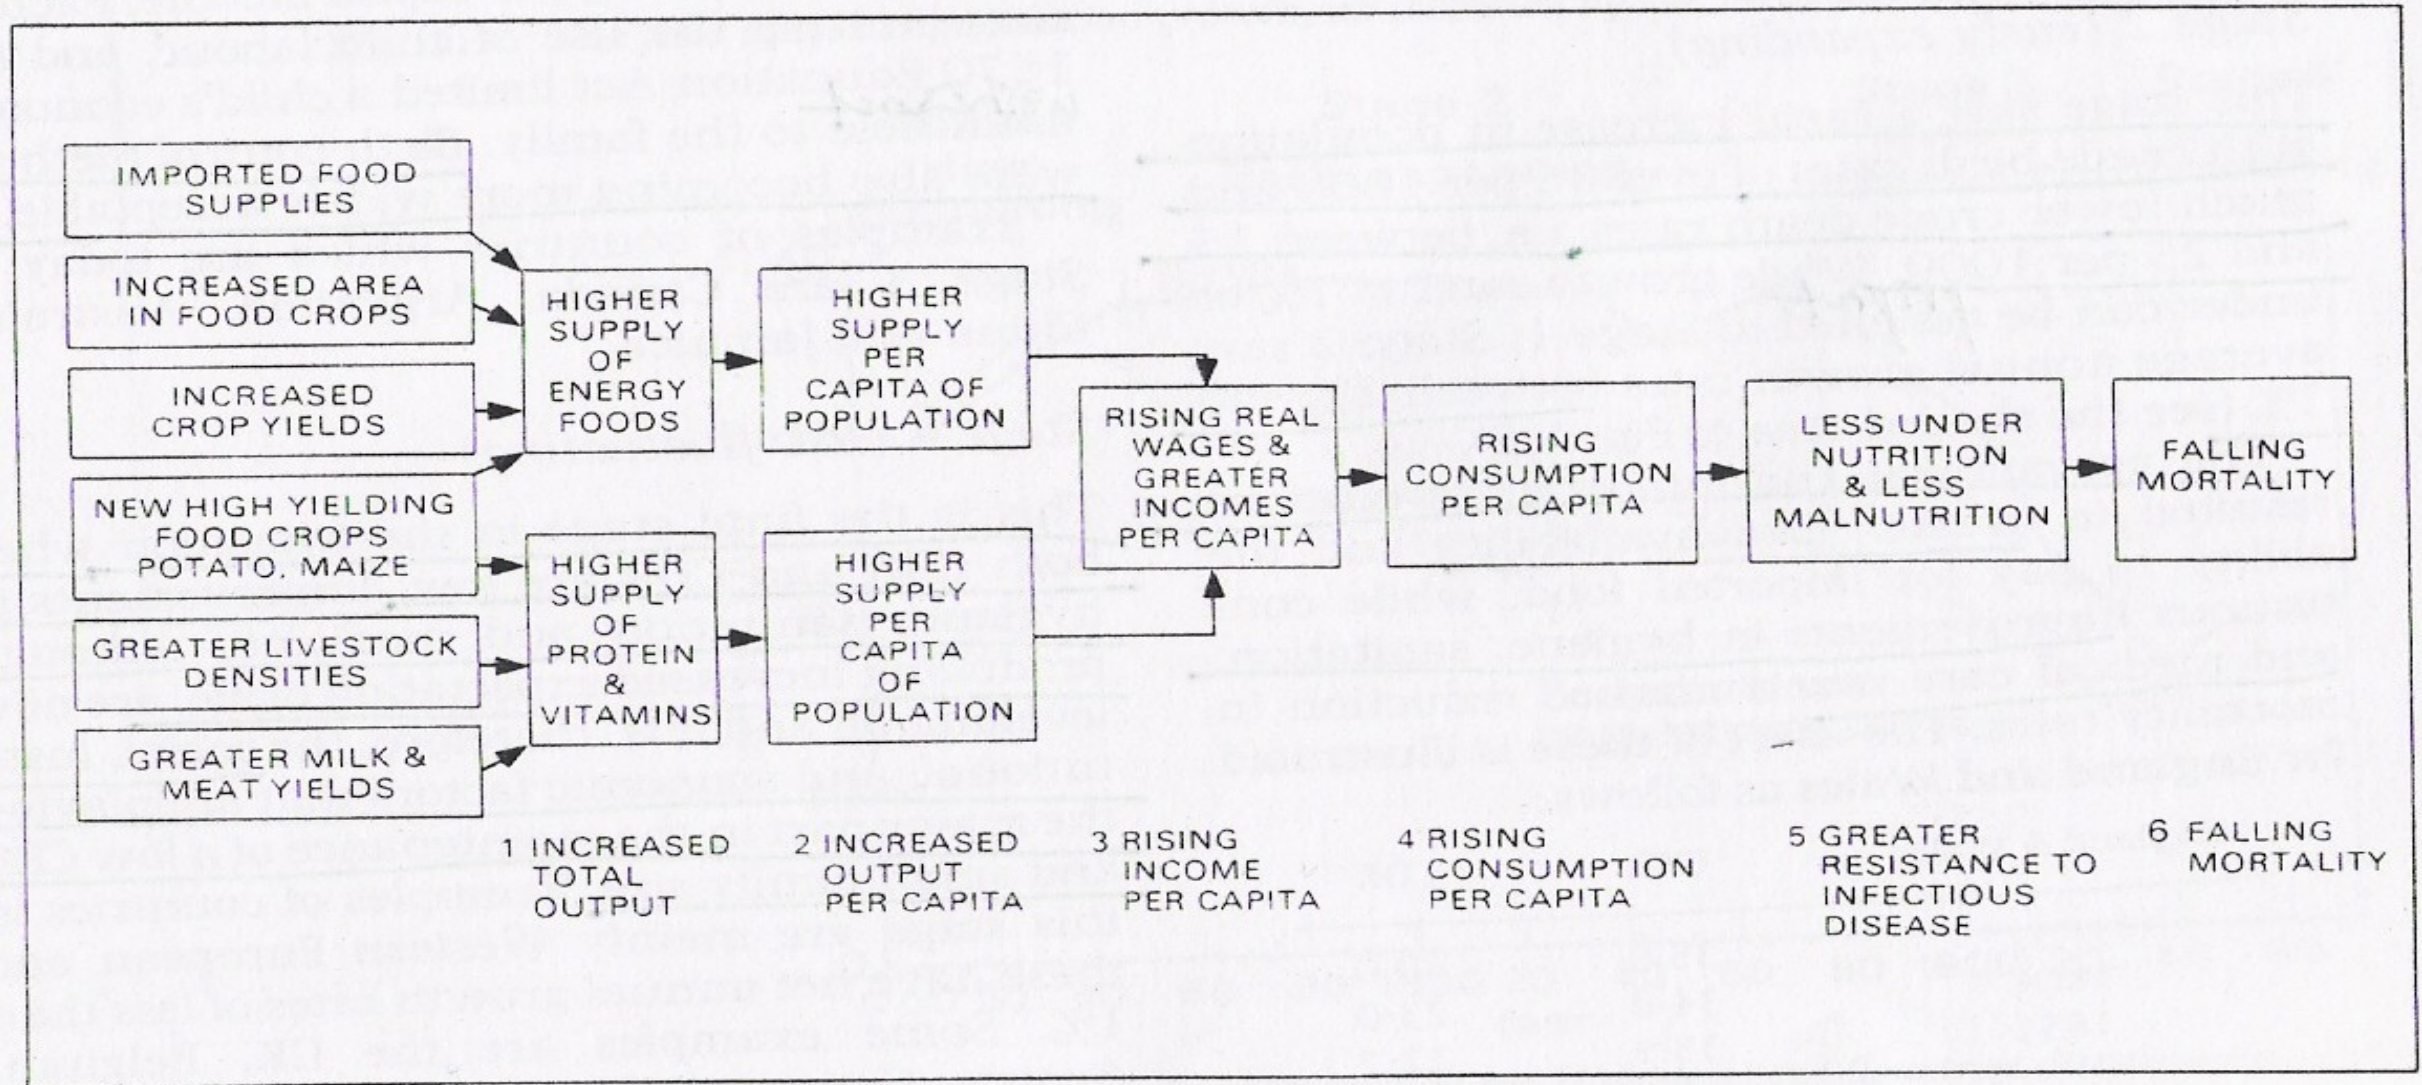 IMPORTED FOOD
SUPPLIES
INCREASED AREA
IN FOOD CROPS
INCREASED
CROP YIELDS
NEW HIGH YIELDING
FOOD CROPS
POTATO. MAIZE
GREATER LIVESTOCK
DENSITIES
GREATER MILK &
MEAT YIELDS
HIGHER
SUPPLY
OF
ENERGY
FOODS
HIGHER
SUPPLY
OF
PROTEIN
&
VITAMINS
HIGHER
SUPPLY
PER
CAPITA OF
POPULATION
HIGHER
SUPPLY
PER
CAPITA
OF
POPULATION
RISING REAL
WAGES &
GREATER
INCOMES
PER CAPITA
RISING
CONSUMPTION
PER CAPITA
LESS UNDER
NUTRITION
& LESS
MALNUTRITION
FALLING
MORTALITY
1 INCREASED
TOTAL
OUTPUT
2 INCREASED
OUTPUT
PER CAPITA
3 RISING
INCOME
PER CAPITA
4 RISING
CONSUMPTION
PER CAPITA
5 GREATER
RESISTANCE TO
INFECTIOUS
DISEASE
6 FALLING
MORTALITY